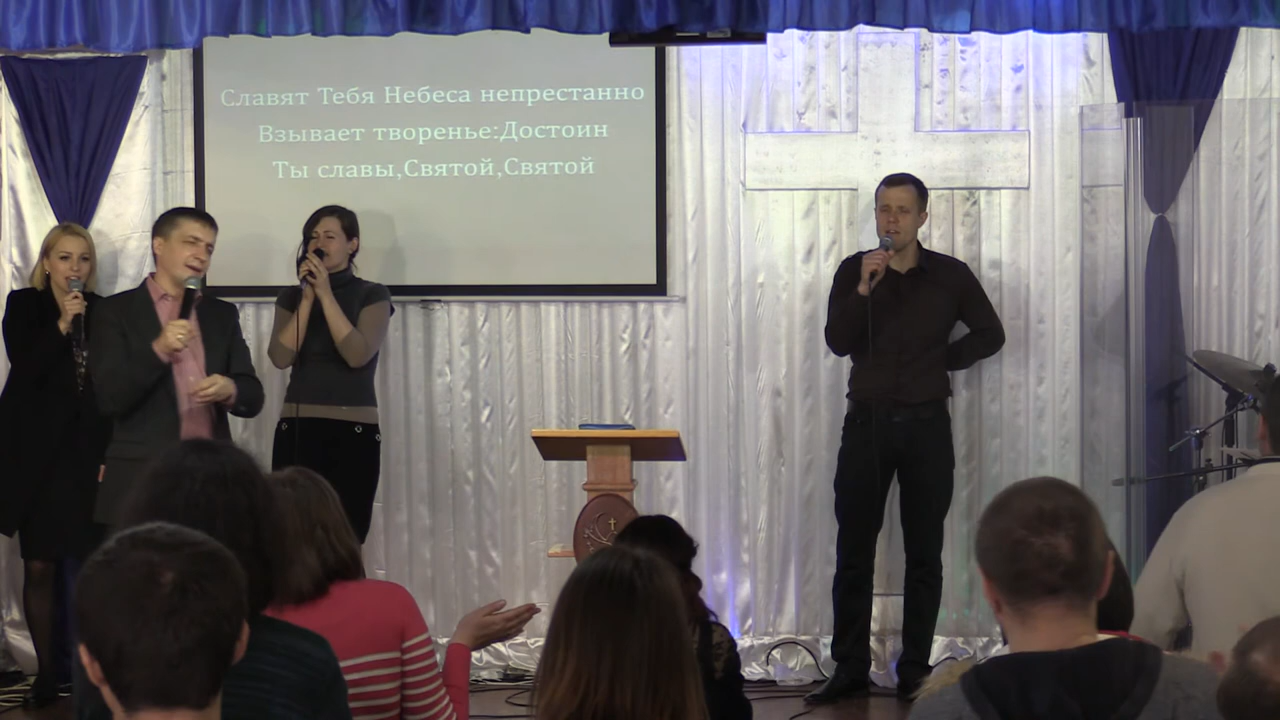 Славят Тебя Небеса непрестанно
Взывает творенье:Достоин
Ты славы,Святой,Святой